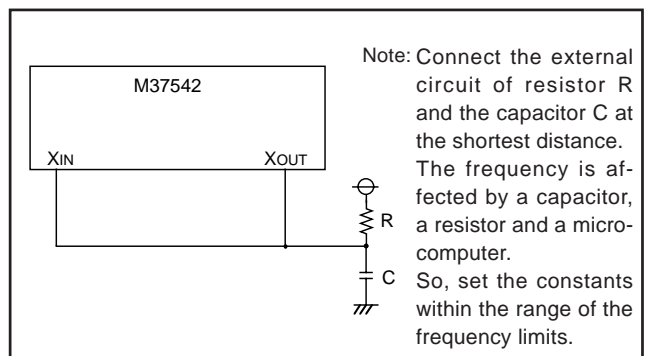 M37542
XIN
XOUT
R
C
Note: Connect the external
circuit of resistor R
and the capacitor C at
the shortest distance.
The frequency is af-
fected by a capacitor,
a resistor and a micro-
computer.
So, set the constants
within the range of the
frequency limits.